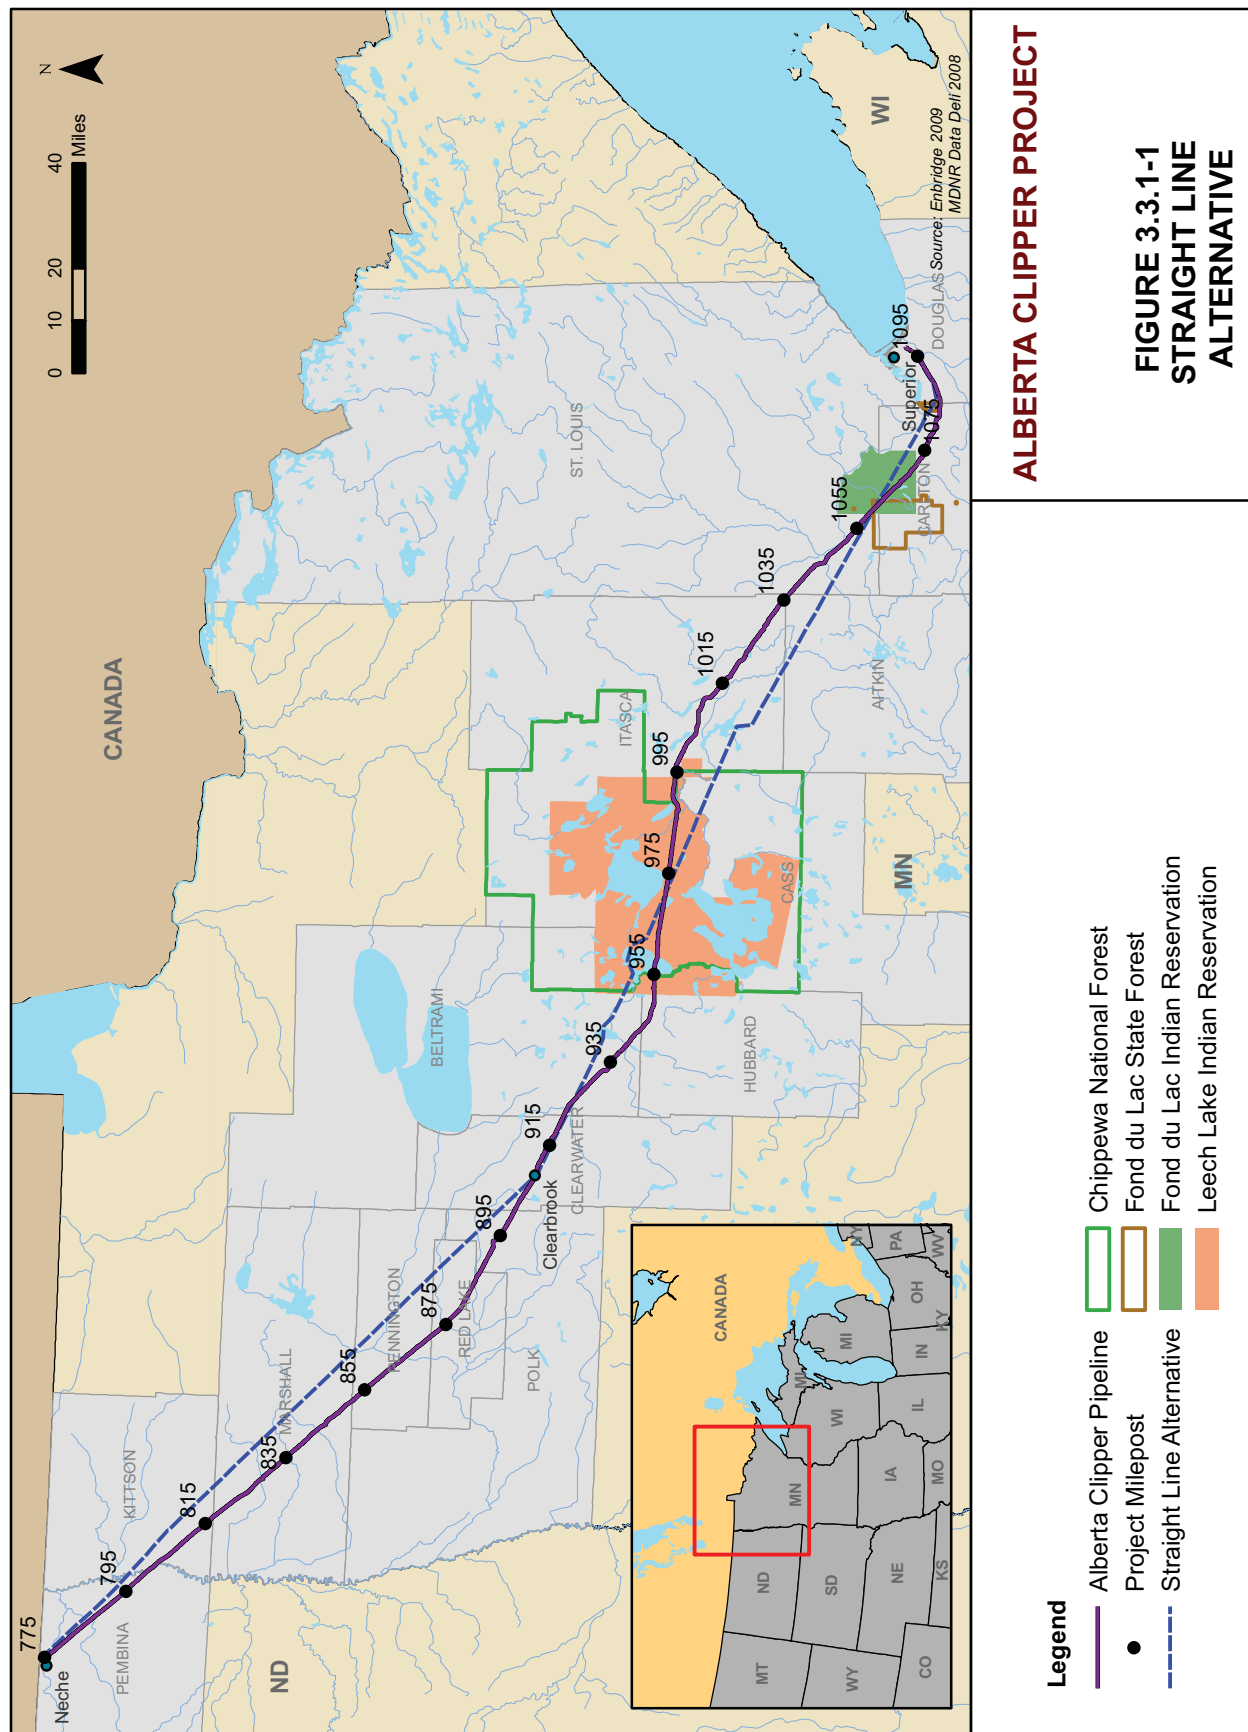 N
0 10 20 40
Miles
CANADA
775
Neche
795
815
835
855
875
895
Clearbrook
915
935
955
975
995
1015
1035
1055
1075
1095
Superior
PEMBINA
KITTSON
MARSHALL
PENNINGTON
RED LAKE
POLK
CLEARWATER
BELTRAMI
HUBBARD
CASS
ITASCA
AITKIN
ST. LOUIS
CARLTON
DOUGLAS
ND
MN
WI
Source: Enbridge 2009
MDNR Data Deli 2008
CANADA
MT
ND
MN
WY
SD
WI
MI
MI
NE
IA
CO
KS
MO
IL
IN
OH
KY
WV
PA
NY
Legend
Alberta Clipper Pipeline
Project Milepost
Straight Line Alternative
Chippewa National Forest
Fond du Lac State Forest
Fond du Lac Indian Reservation
Leech Lake Indian Reservation
ALBERTA CLIPPER PROJECT
FIGURE 3.3.1-1
STRAIGHT LINE
ALTERNATIVE